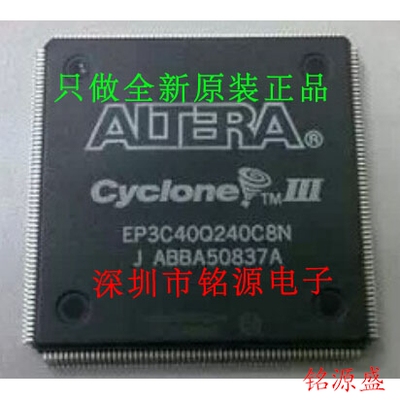 只做全新原装正品
ALTERA®
Cyclone™ III
EP3C40Q240C8N
J ABBA50837A
深圳市铭源电子
铭源盛